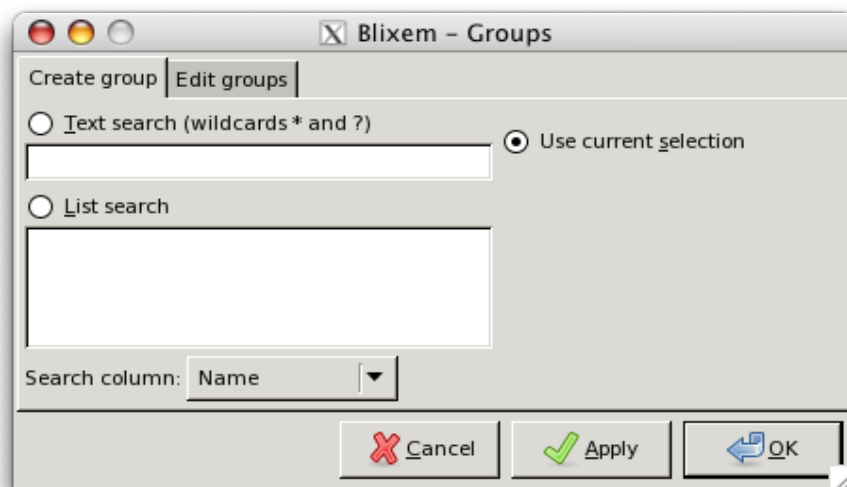 Blixem – Groups
Create group
Edit groups
Text search (wildcards * and ?)
Use current selection
List search
Search column: Name
Cancel
Apply
OK